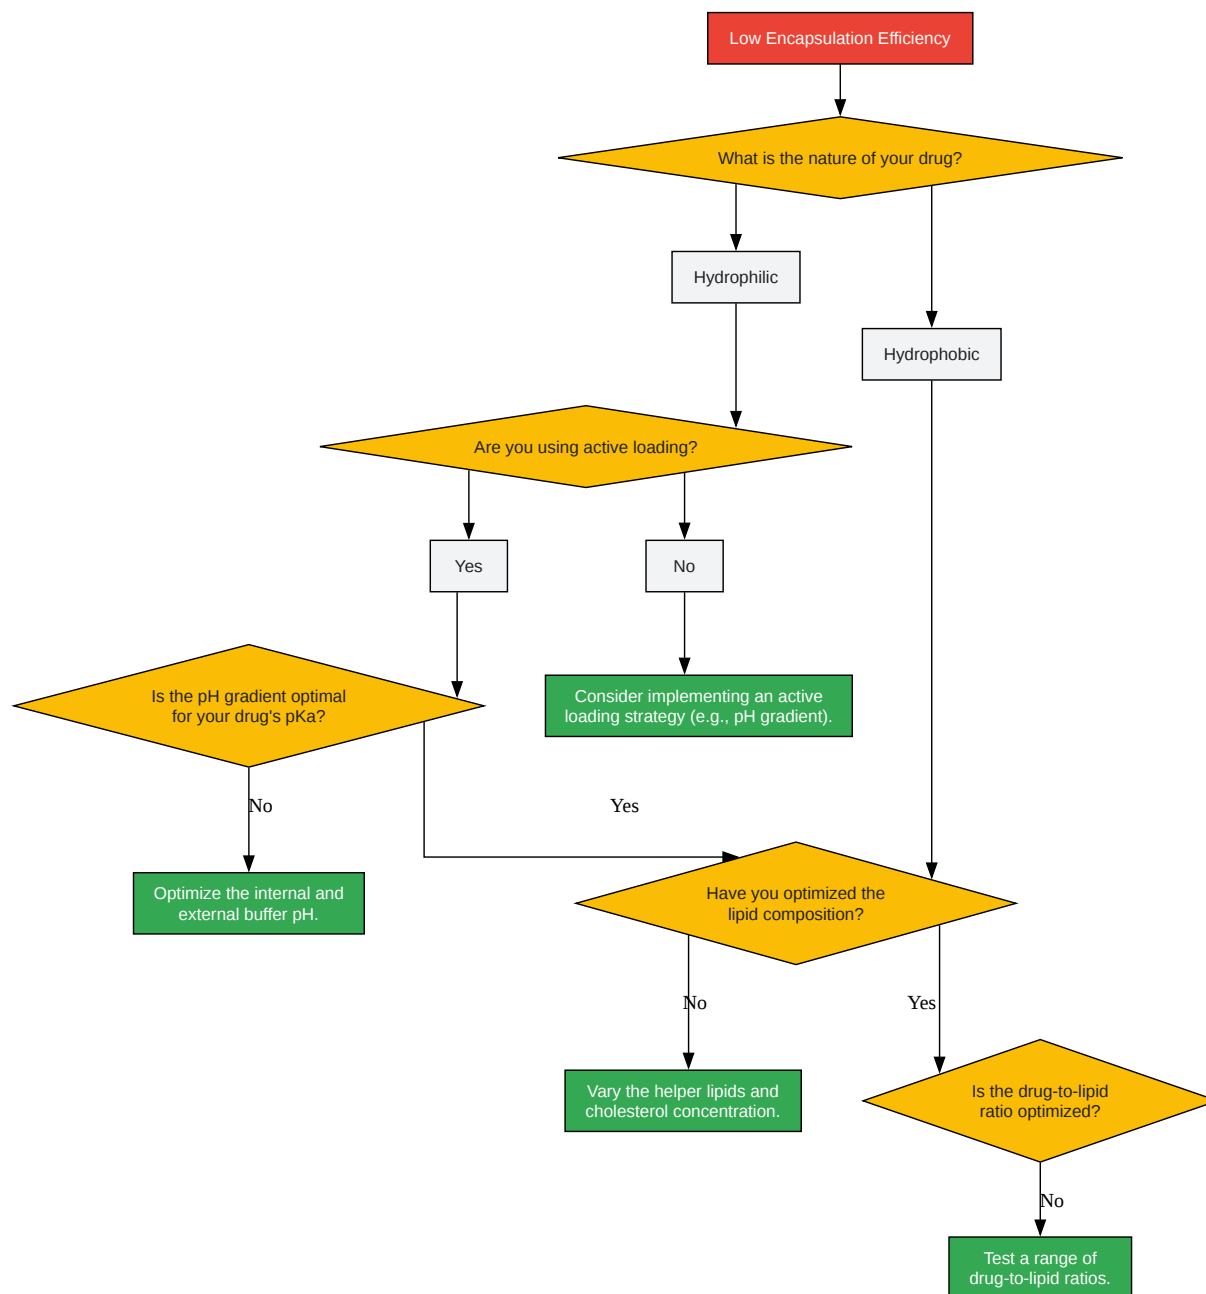 Low Encapsulation Efficiency
What is the nature of your drug?
Hydrophilic
Hydrophobic
Are you using active loading?
Yes
No
Is the pH gradient optimal
for your drug's pKa?
Consider implementing an active
loading strategy (e.g., pH gradient).
No
Yes
Optimize the internal and
external buffer pH.
Have you optimized the
lipid composition?
No
Yes
Vary the helper lipids and
cholesterol concentration.
Is the drug-to-lipid
ratio optimized?
No
Test a range of
drug-to-lipid ratios.